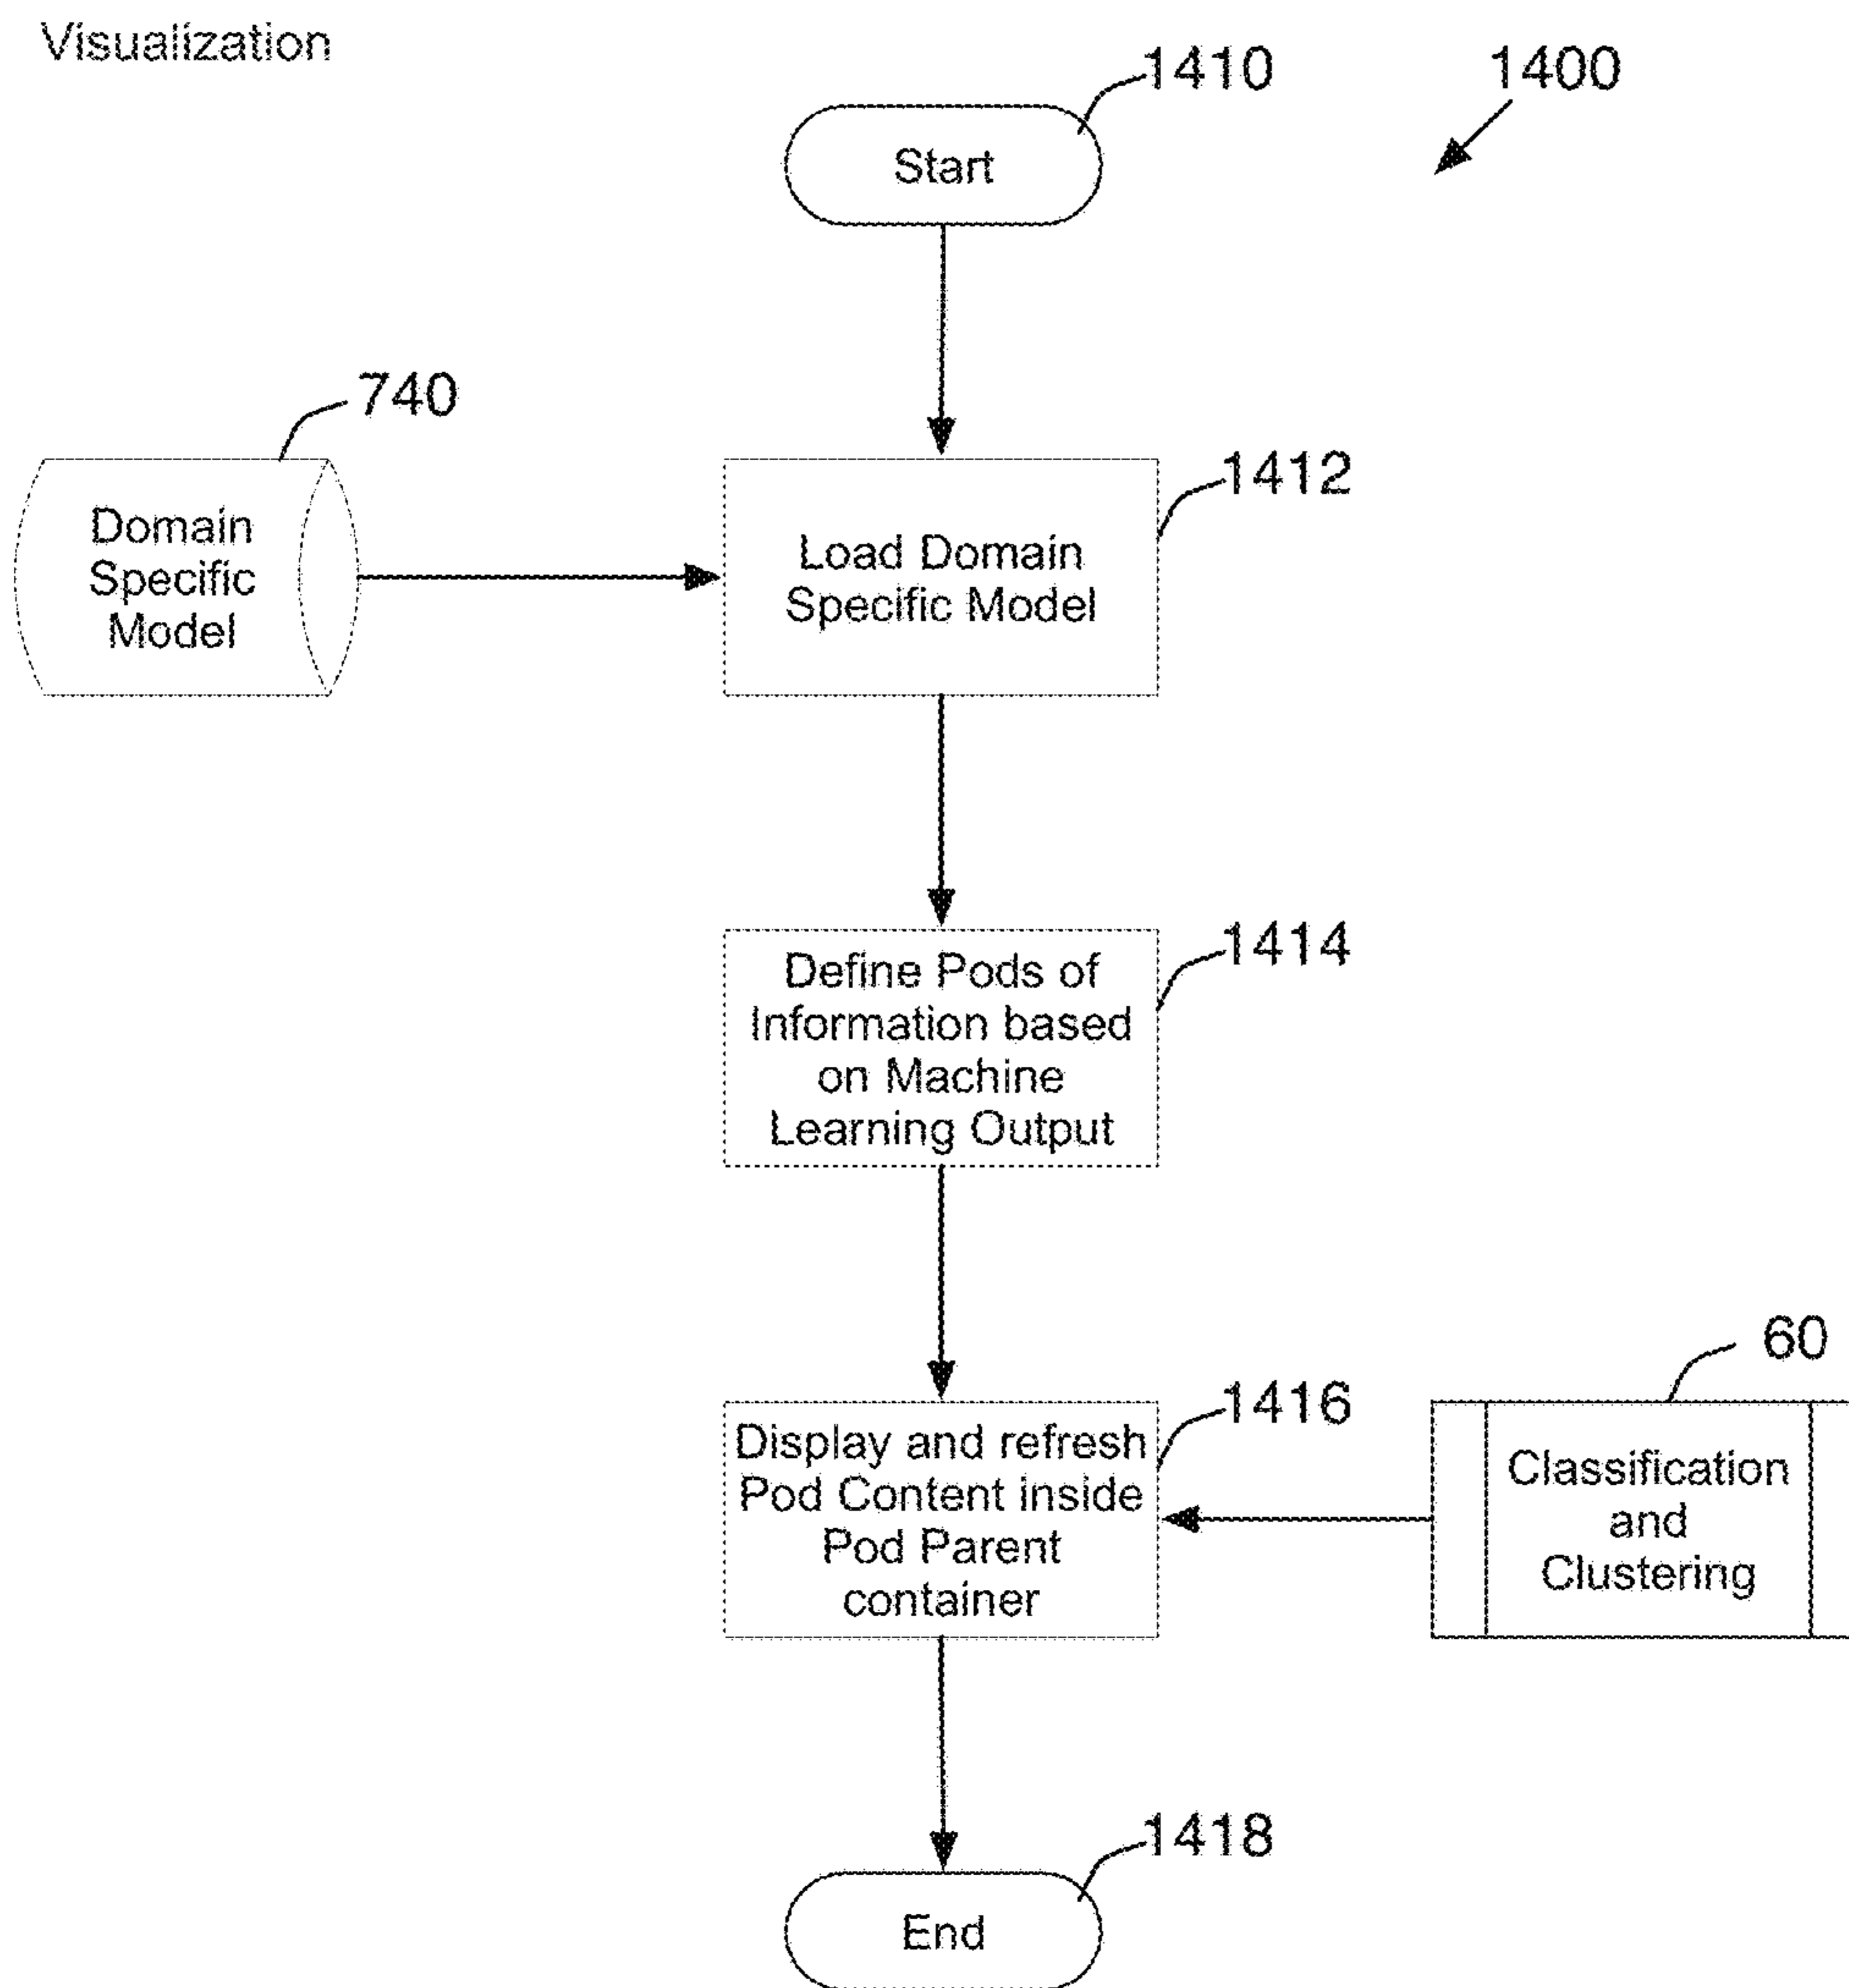 Visualization
1410
1400
Start
740
1412
Domain
Specific
Model
Load Domain
Specific Model
1414
Define Pods of
Information based
on Machine
Learning Output
60
1416
Display and refresh
Pod Content inside
Pod Parent
container
Classification
and
Clustering
1418
End